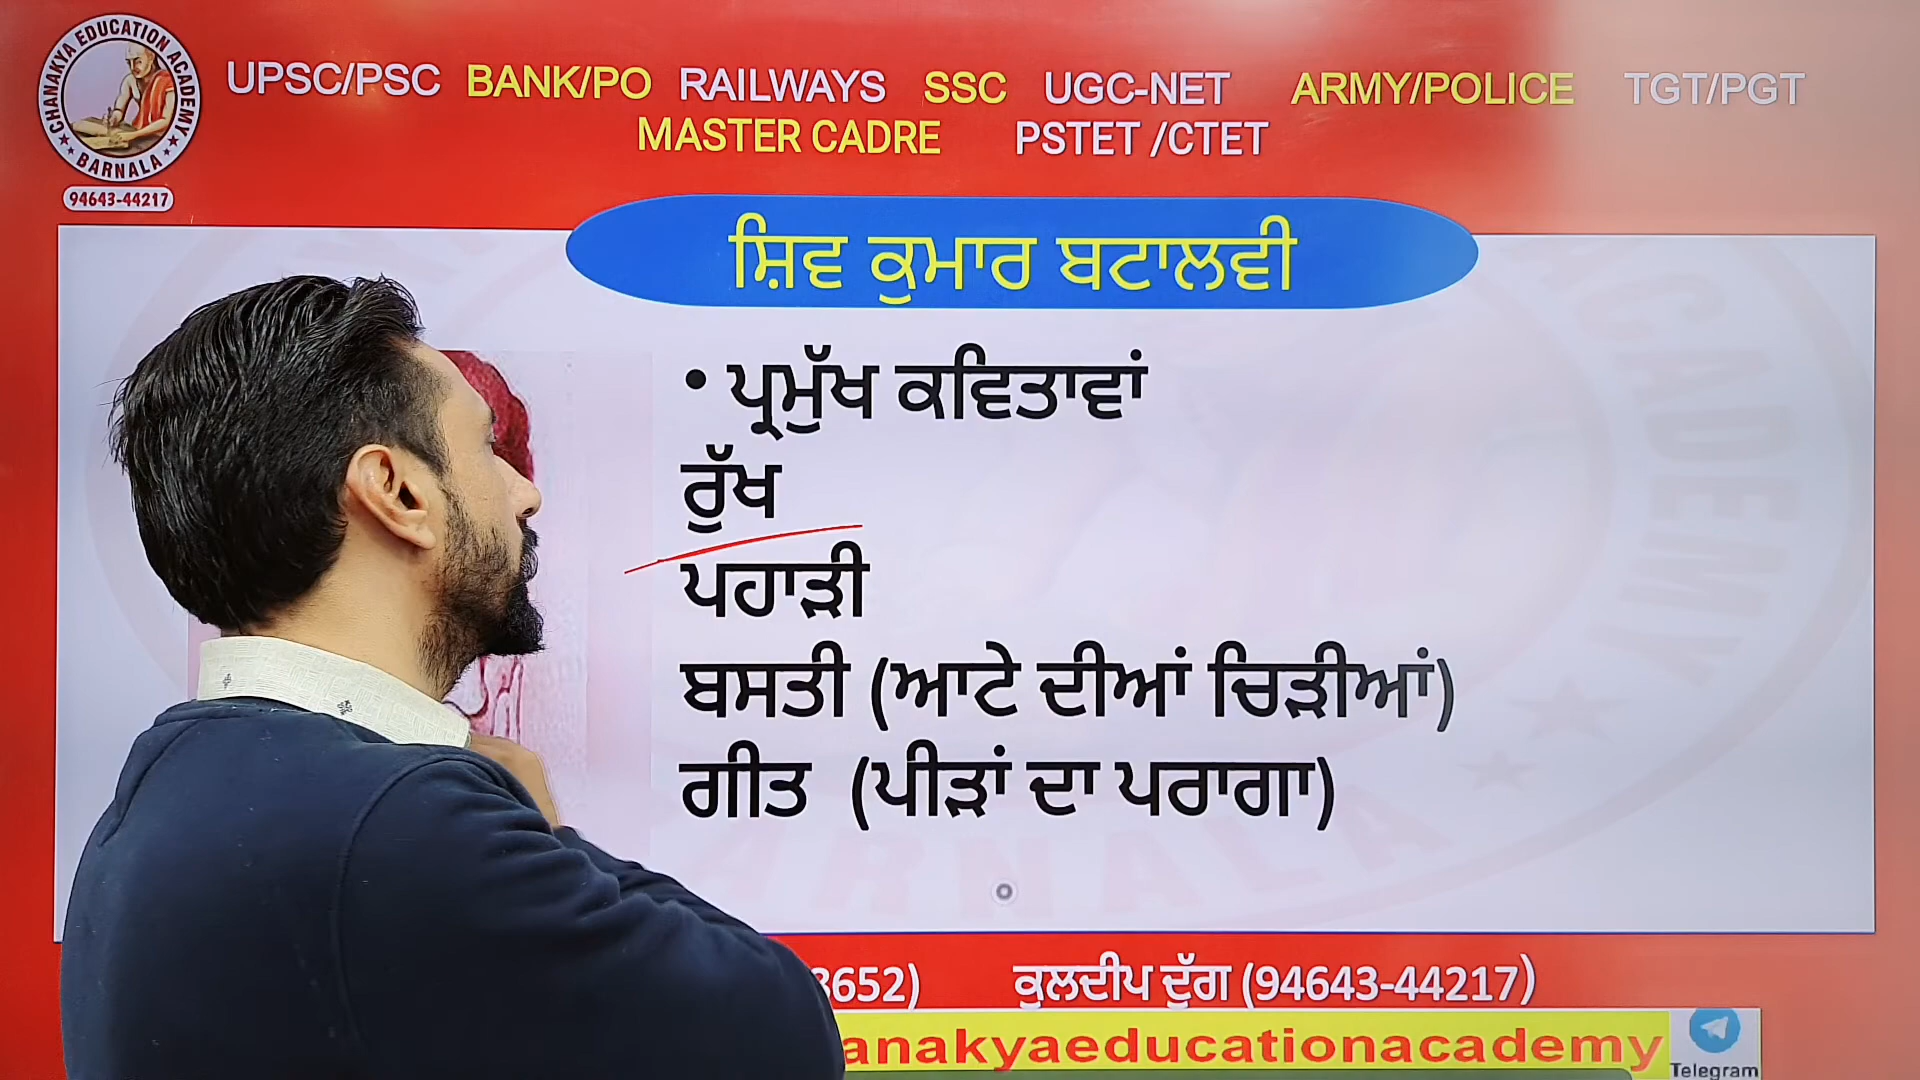 CHANAKYA EDUCATION ACADEMY
BARNALA
94643-44217
UPSC/PSC BANK/PO RAILWAYS SSC UGC-NET ARMY/POLICE TGT/PGT
MASTER CADRE PSTET /CTET
ਸ਼ਿਵ ਕੁਮਾਰ ਬਟਾਲਵੀ
• ਪ੍ਰਮੁੱਖ ਕਵਿਤਾਵਾਂ
ਰੁੱਖ
ਪਹਾੜੀ
ਬਸਤੀ (ਆਟੇ ਦੀਆਂ ਚਿੜੀਆਂ)
ਗੀਤ (ਪੀੜਾਂ ਦਾ ਪਰਾਗਾ)
3652) ਕੁਲਦੀਪ ਦੁੱਗ (94643-44217)
anakyaeducationacademy
Telegram